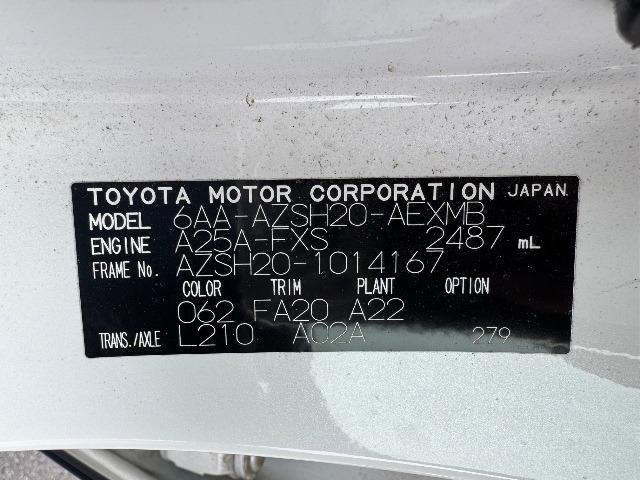 TOYOTA MOTOR CORPORATION JAPAN
MODEL 6AA-AZSH20-AEXMB
ENGINE A25A-FXS 2487 mL
FRAME No. AZSH20-1014167
COLOR TRIM PLANT OPTION
062 FA20 A22
TRANS./AXLE L210 A02A 279